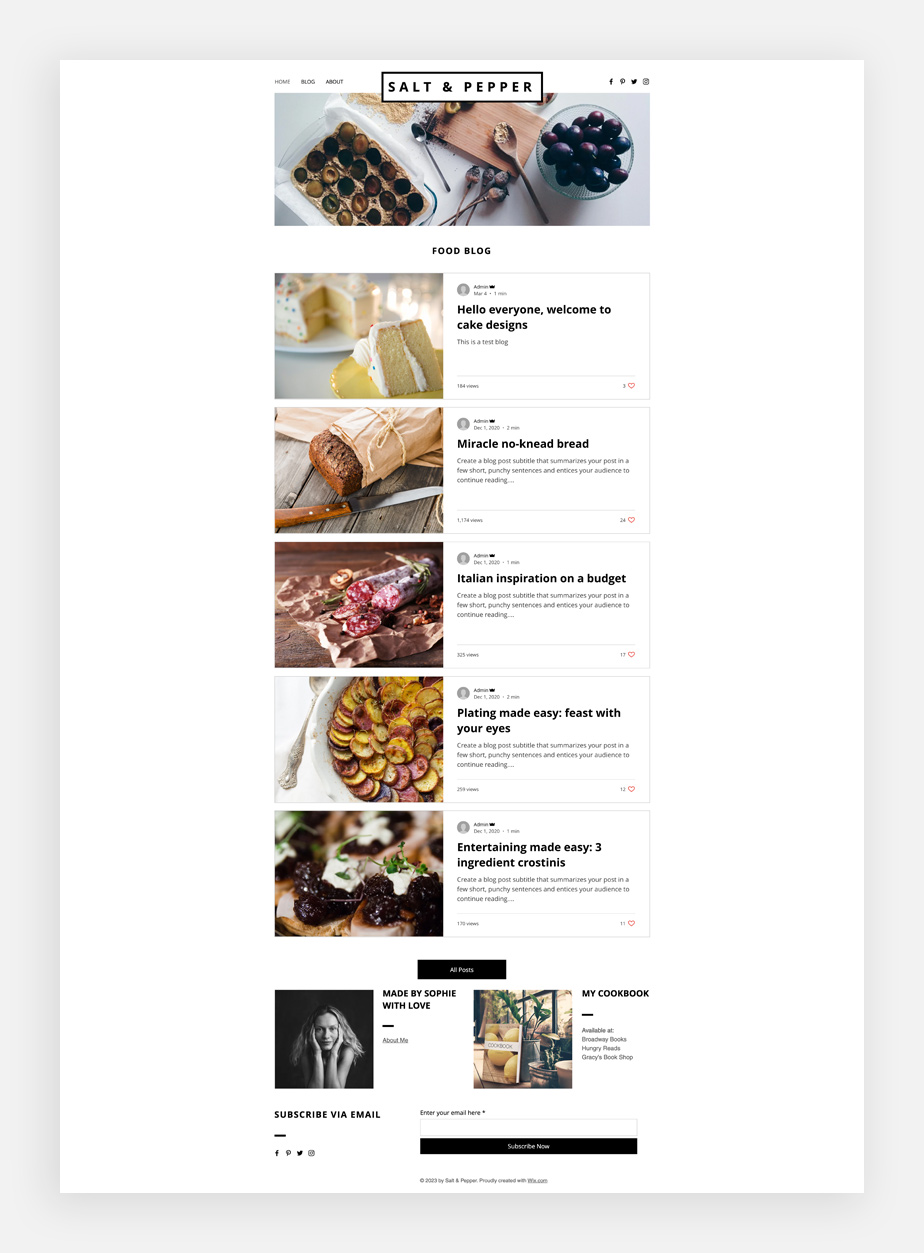 HOME BLOG ABOUT
SALT & PEPPER
FOOD BLOG
Admin
Mar 4 · 1 min
Hello everyone, welcome to
cake designs
This is a test blog
184 views
3
Admin
Dec 1, 2020 · 2 min
Miracle no-knead bread
Create a blog post subtitle that summarizes your post in a
few short, punchy sentences and entices your audience to
continue reading....
1,174 views
24
Admin
Dec 1, 2020 · 1 min
Italian inspiration on a budget
Create a blog post subtitle that summarizes your post in a
few short, punchy sentences and entices your audience to
continue reading....
325 views
17
Admin
Dec 1, 2020 · 2 min
Plating made easy: feast with
your eyes
Create a blog post subtitle that summarizes your post in a
few short, punchy sentences and entices your audience to
continue reading....
259 views
12
Admin
Dec 1, 2020 · 1 min
Entertaining made easy: 3
ingredient crostinis
Create a blog post subtitle that summarizes your post in a
few short, punchy sentences and entices your audience to
continue reading....
170 views
11
All Posts
MADE BY SOPHIE
WITH LOVE
About Me
COOKBOOK
MY COOKBOOK
Available at:
Broadway Books
Hungry Reads
Gracy's Book Shop
SUBSCRIBE VIA EMAIL
Enter your email here *
Subscribe Now
© 2023 by Salt & Pepper. Proudly created with Wix.com